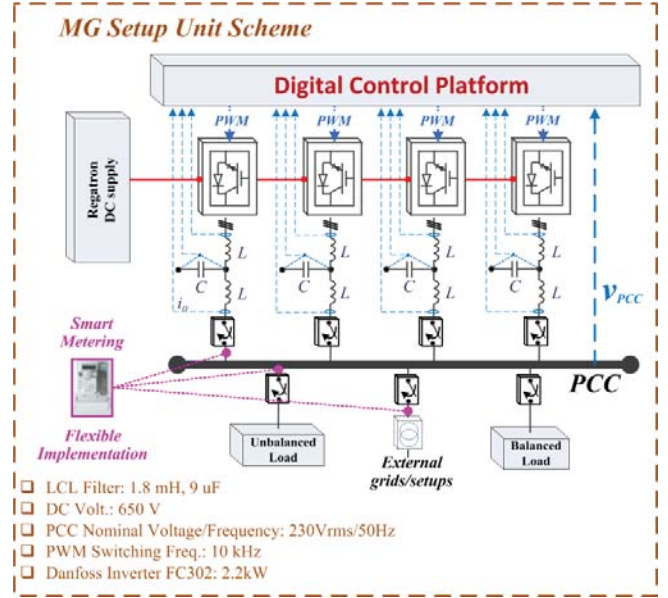 MG Setup Unit Scheme
Digital Control Platform
PWM PWM PWM PWM
Regatron
DC supply
L L L L
C C C C
L L L L
io
vPCC
Smart
Metering
PCC
Flexible
Implementation
Unbalanced
Load
External
grids/setups
Balanced
Load
LCL Filter: 1.8 mH, 9 uF
DC Volt.: 650 V
PCC Nominal Voltage/Frequency: 230Vrms/50Hz
PWM Switching Freq.: 10 kHz
Danfoss Inverter FC302: 2.2kW